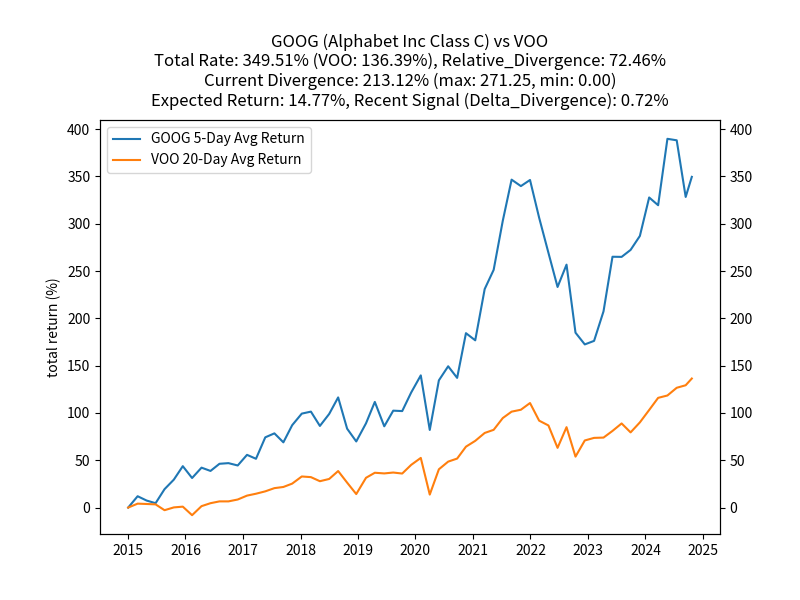 GOOG (Alphabet Inc Class C) vs VOO
Total Rate: 349.51% (VOO: 136.39%), Relative_Divergence: 72.46%
Current Divergence: 213.12% (max: 271.25, min: 0.00)
Expected Return: 14.77%, Recent Signal (Delta_Divergence): 0.72%
GOOG 5-Day Avg Return
VOO 20-Day Avg Return
total return (%)
400 400
350 350
300 300
250 250
200 200
150 150
100 100
50 50
0 0
2015 2016 2017 2018 2019 2020 2021 2022 2023 2024 2025